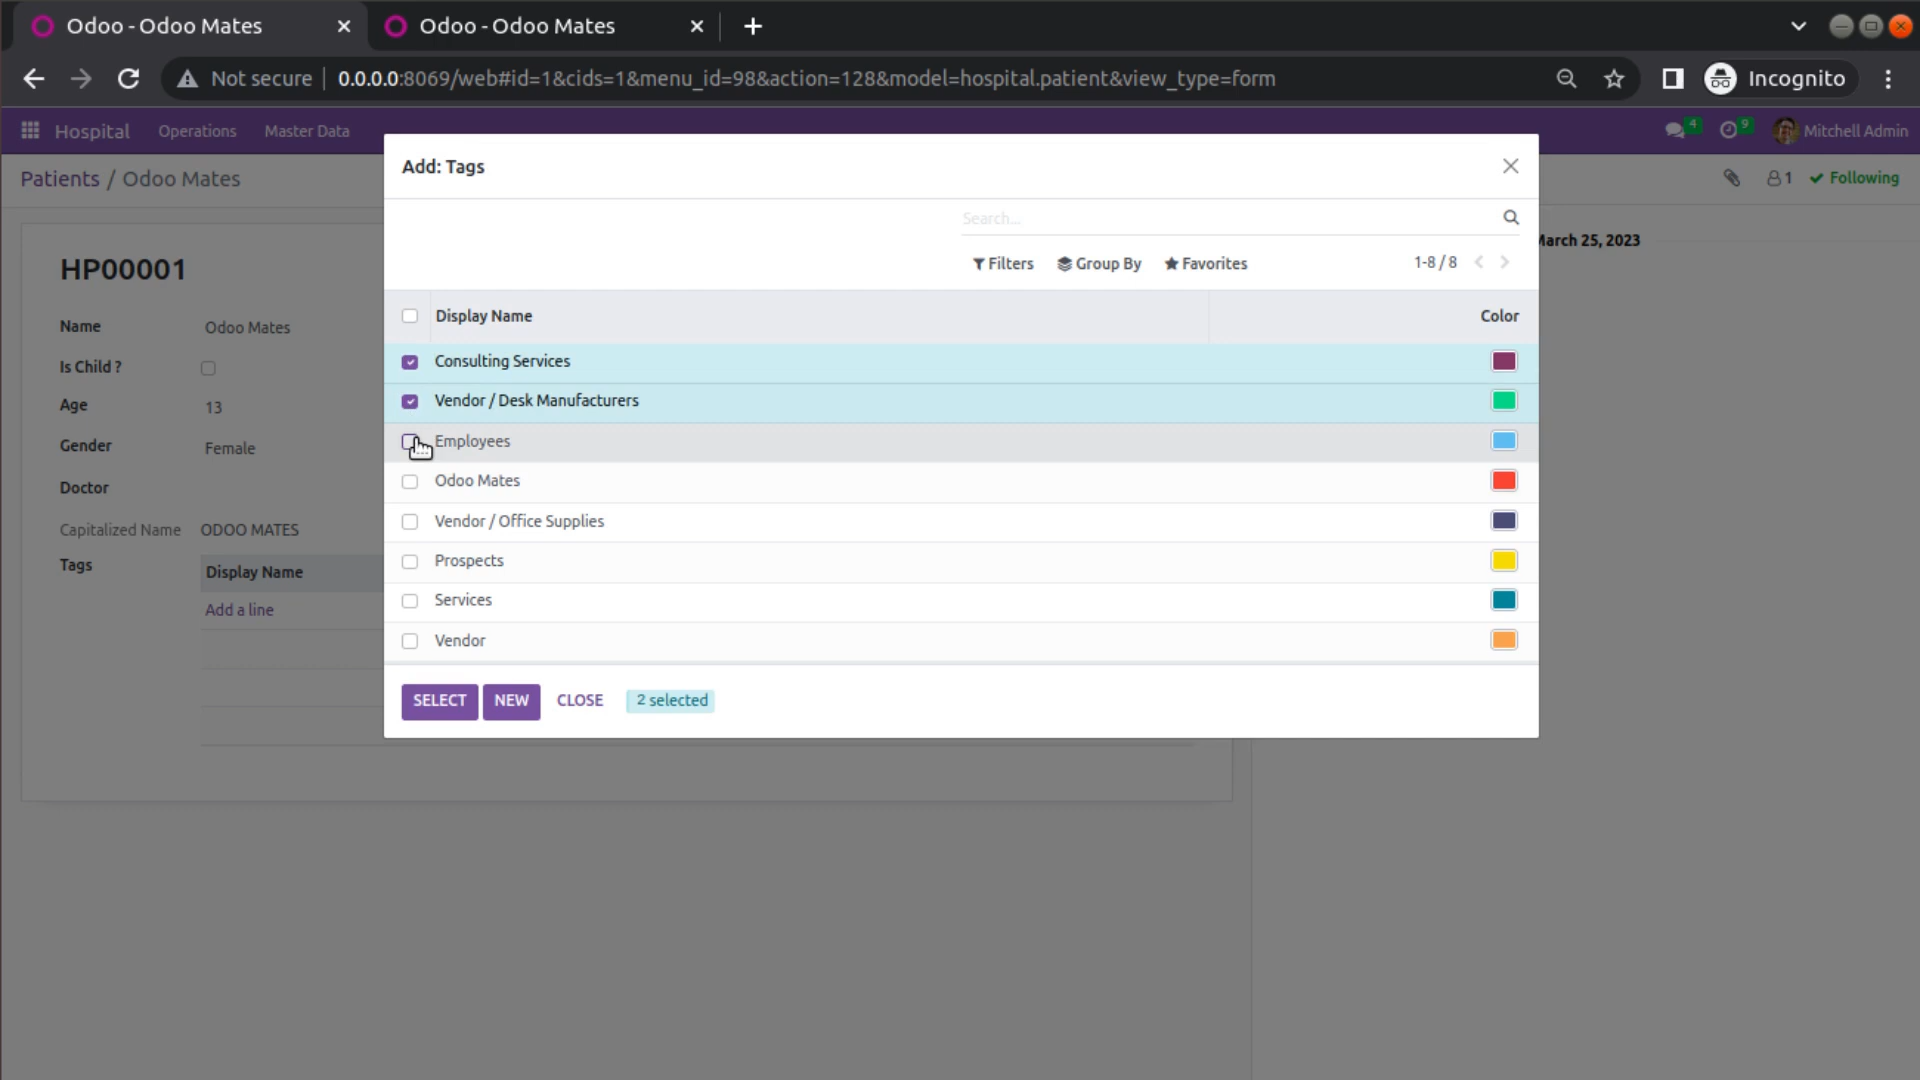 Odoo - Odoo Mates
Odoo - Odoo Mates
Not secure
0.0.0.0:8069/web#id=1&cids=1&menu_id=98&action=128&model=hospital.patient&view_type=form
Incognito
Hospital
Operations
Master Data
4
9
Mitchell Admin
Patients / Odoo Mates
1
Following
March 25, 2023
HP00001
Name
Odoo Mates
Is Child ?
Age
13
Gender
Female
Doctor
Capitalized Name
ODOO MATES
Tags
Display Name
Add a line
Add: Tags
Search...
Filters
Group By
Favorites
1-8 / 8
Display Name
Color
Consulting Services
Vendor / Desk Manufacturers
Employees
Odoo Mates
Vendor / Office Supplies
Prospects
Services
Vendor
SELECT
NEW
CLOSE
2 selected